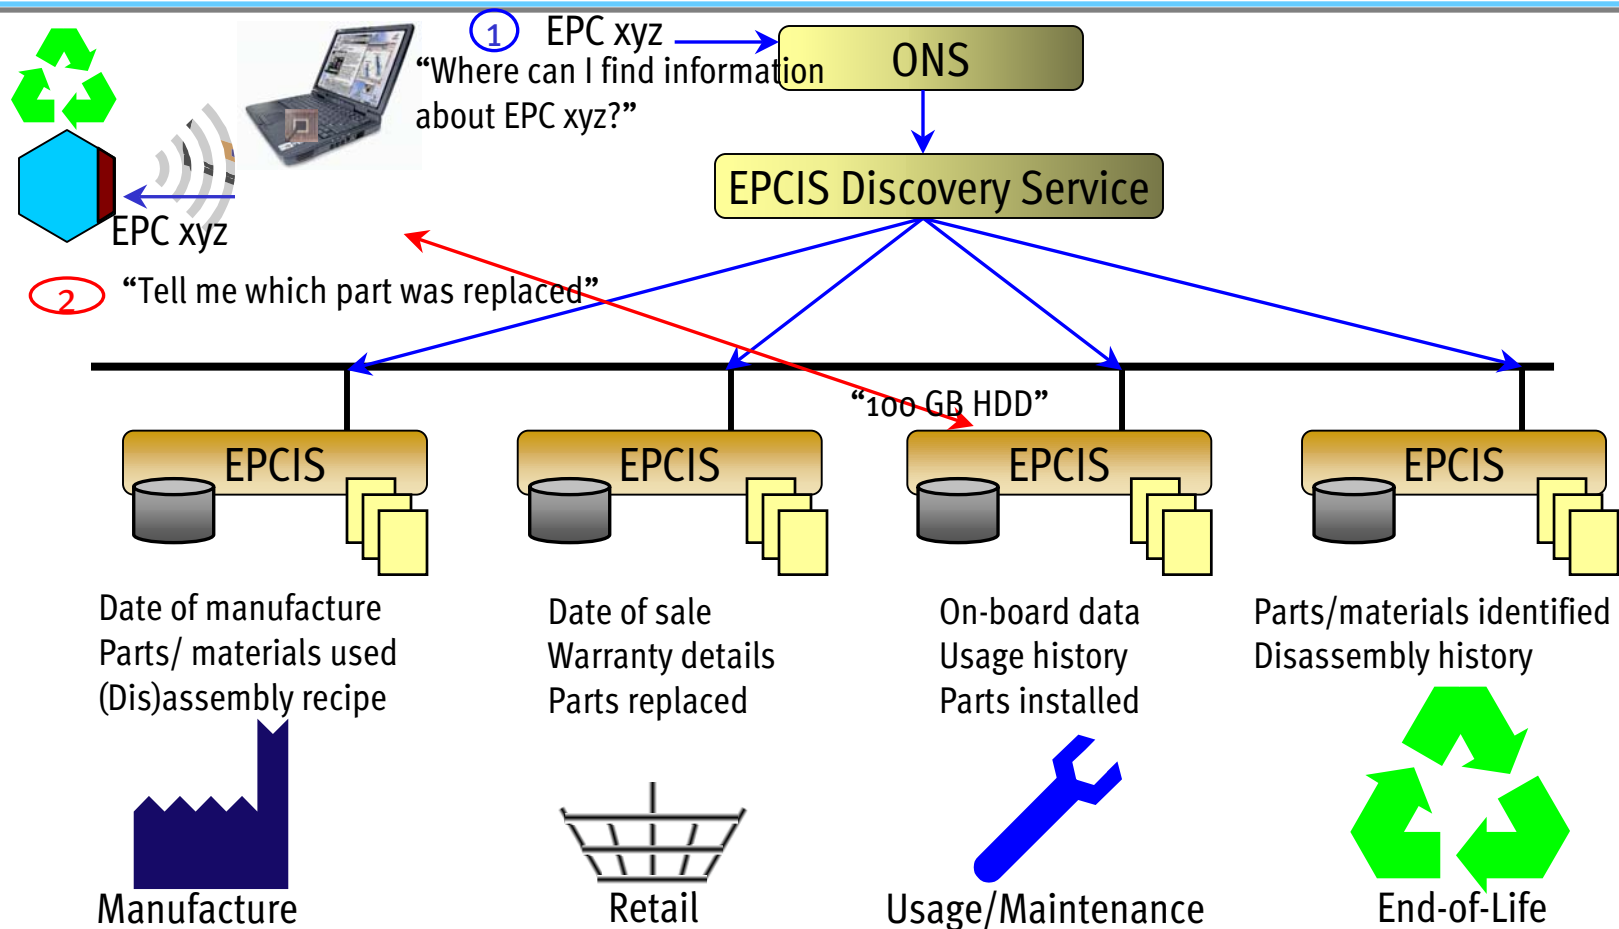 1 EPC xyz
ONS
“Where can I find information
about EPC xyz?”
EPCIS Discovery Service
EPC xyz
2 “Tell me which part was replaced”
“100 GB HDD”
EPCIS
EPCIS
EPCIS
EPCIS
Date of manufacture
Parts/ materials used
(Dis)assembly recipe
Date of sale
Warranty details
Parts replaced
On-board data
Usage history
Parts installed
Parts/materials identified
Disassembly history
Manufacture
Retail
Usage/Maintenance
End-of-Life